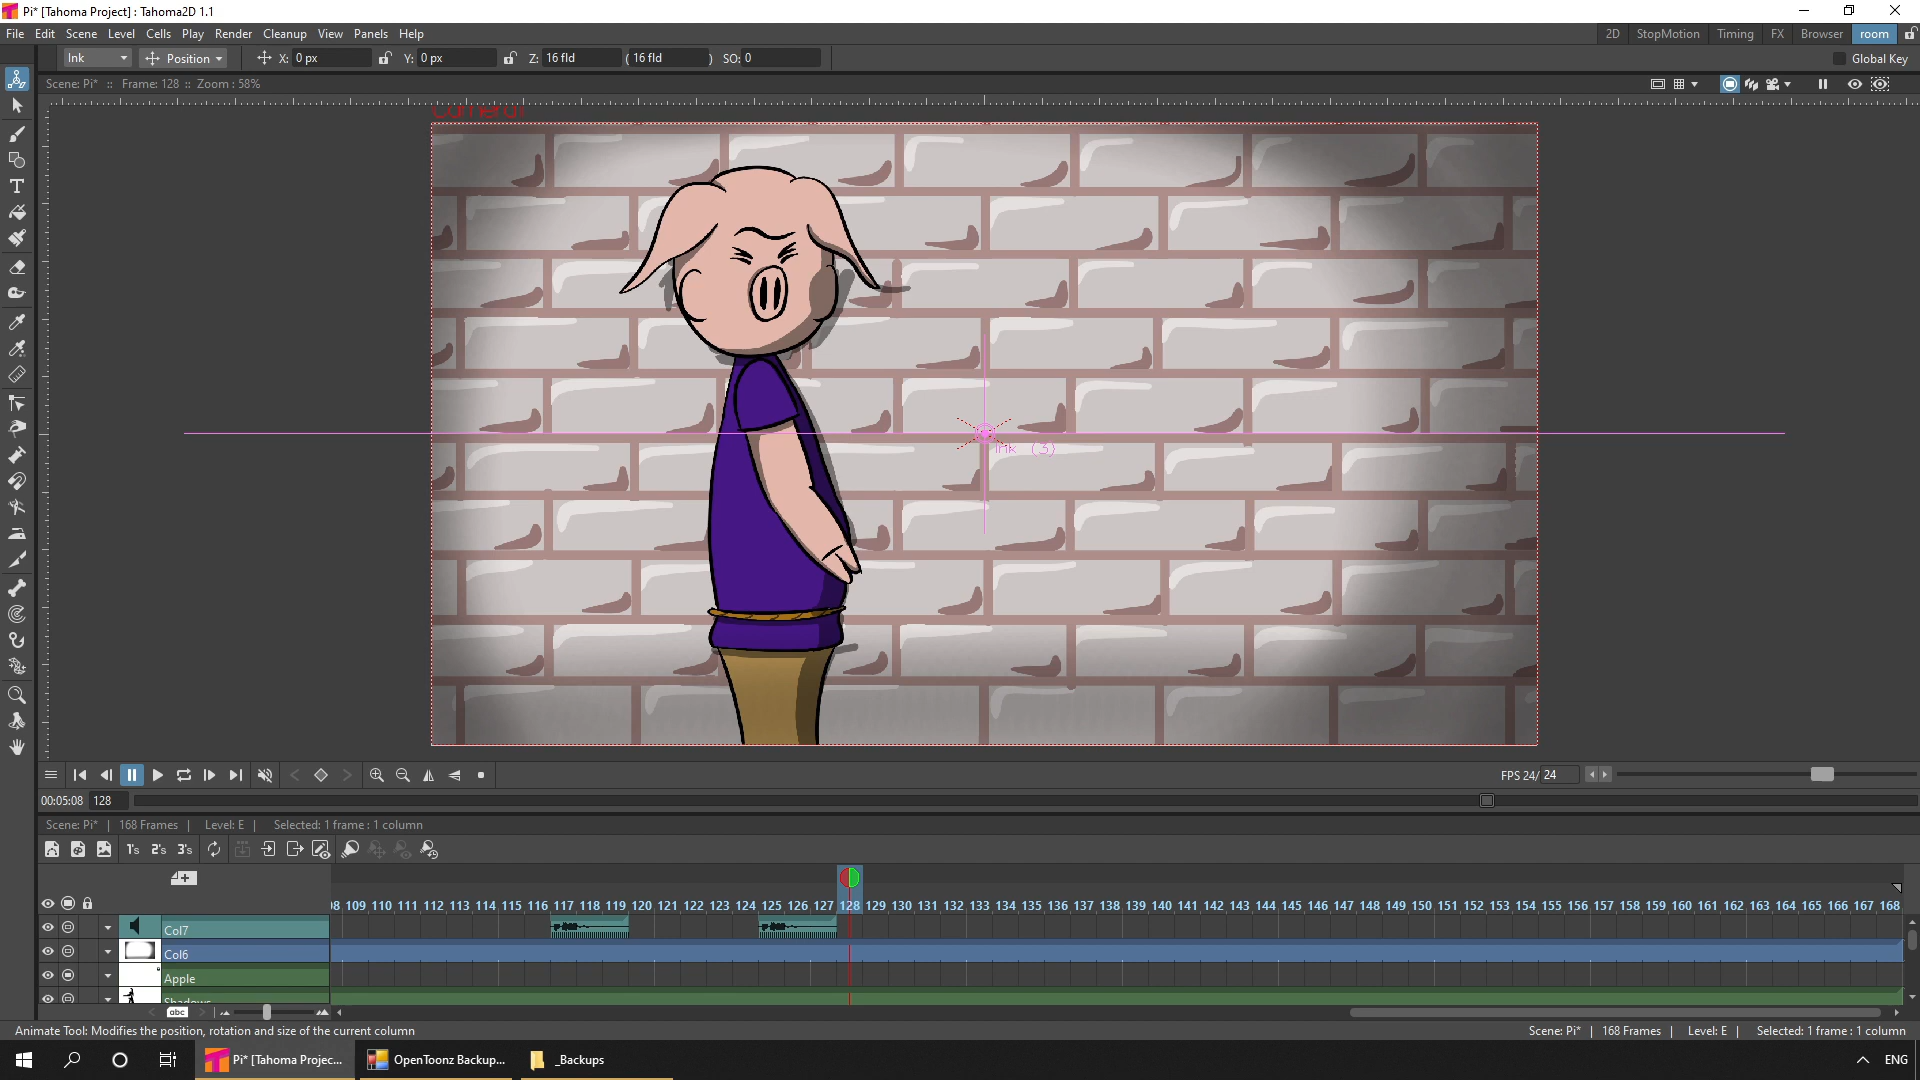 Pi* [Tahoma Project] : Tahoma2D 1.1
File Edit Scene Level Cells Play Render Cleanup View Panels Help
2D StopMotion Timing FX Browser room
Ink Position X: 0 px Y: 0 px Z: 16 fld ( 16 fld ) SO: 0 Global Key
Scene: Pi* :: Frame: 128 :: Zoom : 58%
Ink (3)
FPS 24/ 24
00:05:08 128
Scene: Pi* | 168 Frames | Level: E | Selected: 1 frame : 1 column
1's 2's 3's
109 110 111 112 113 114 115 116 117 118 119 120 121 122 123 124 125 126 127 128 129 130 131 132 133 134 135 136 137 138 139 140 141 142 143 144 145 146 147 148 149 150 151 152 153 154 155 156 157 158 159 160 161 162 163 164 165 166 167 168
Col7
Col6
Apple
Shadows
abc
Animate Tool: Modifies the position, rotation and size of the current column
Scene: Pi* | 168 Frames | Level: E | Selected: 1 frame : 1 column
Pi* [Tahoma Projec... OpenToonz Backup... _Backups ENG